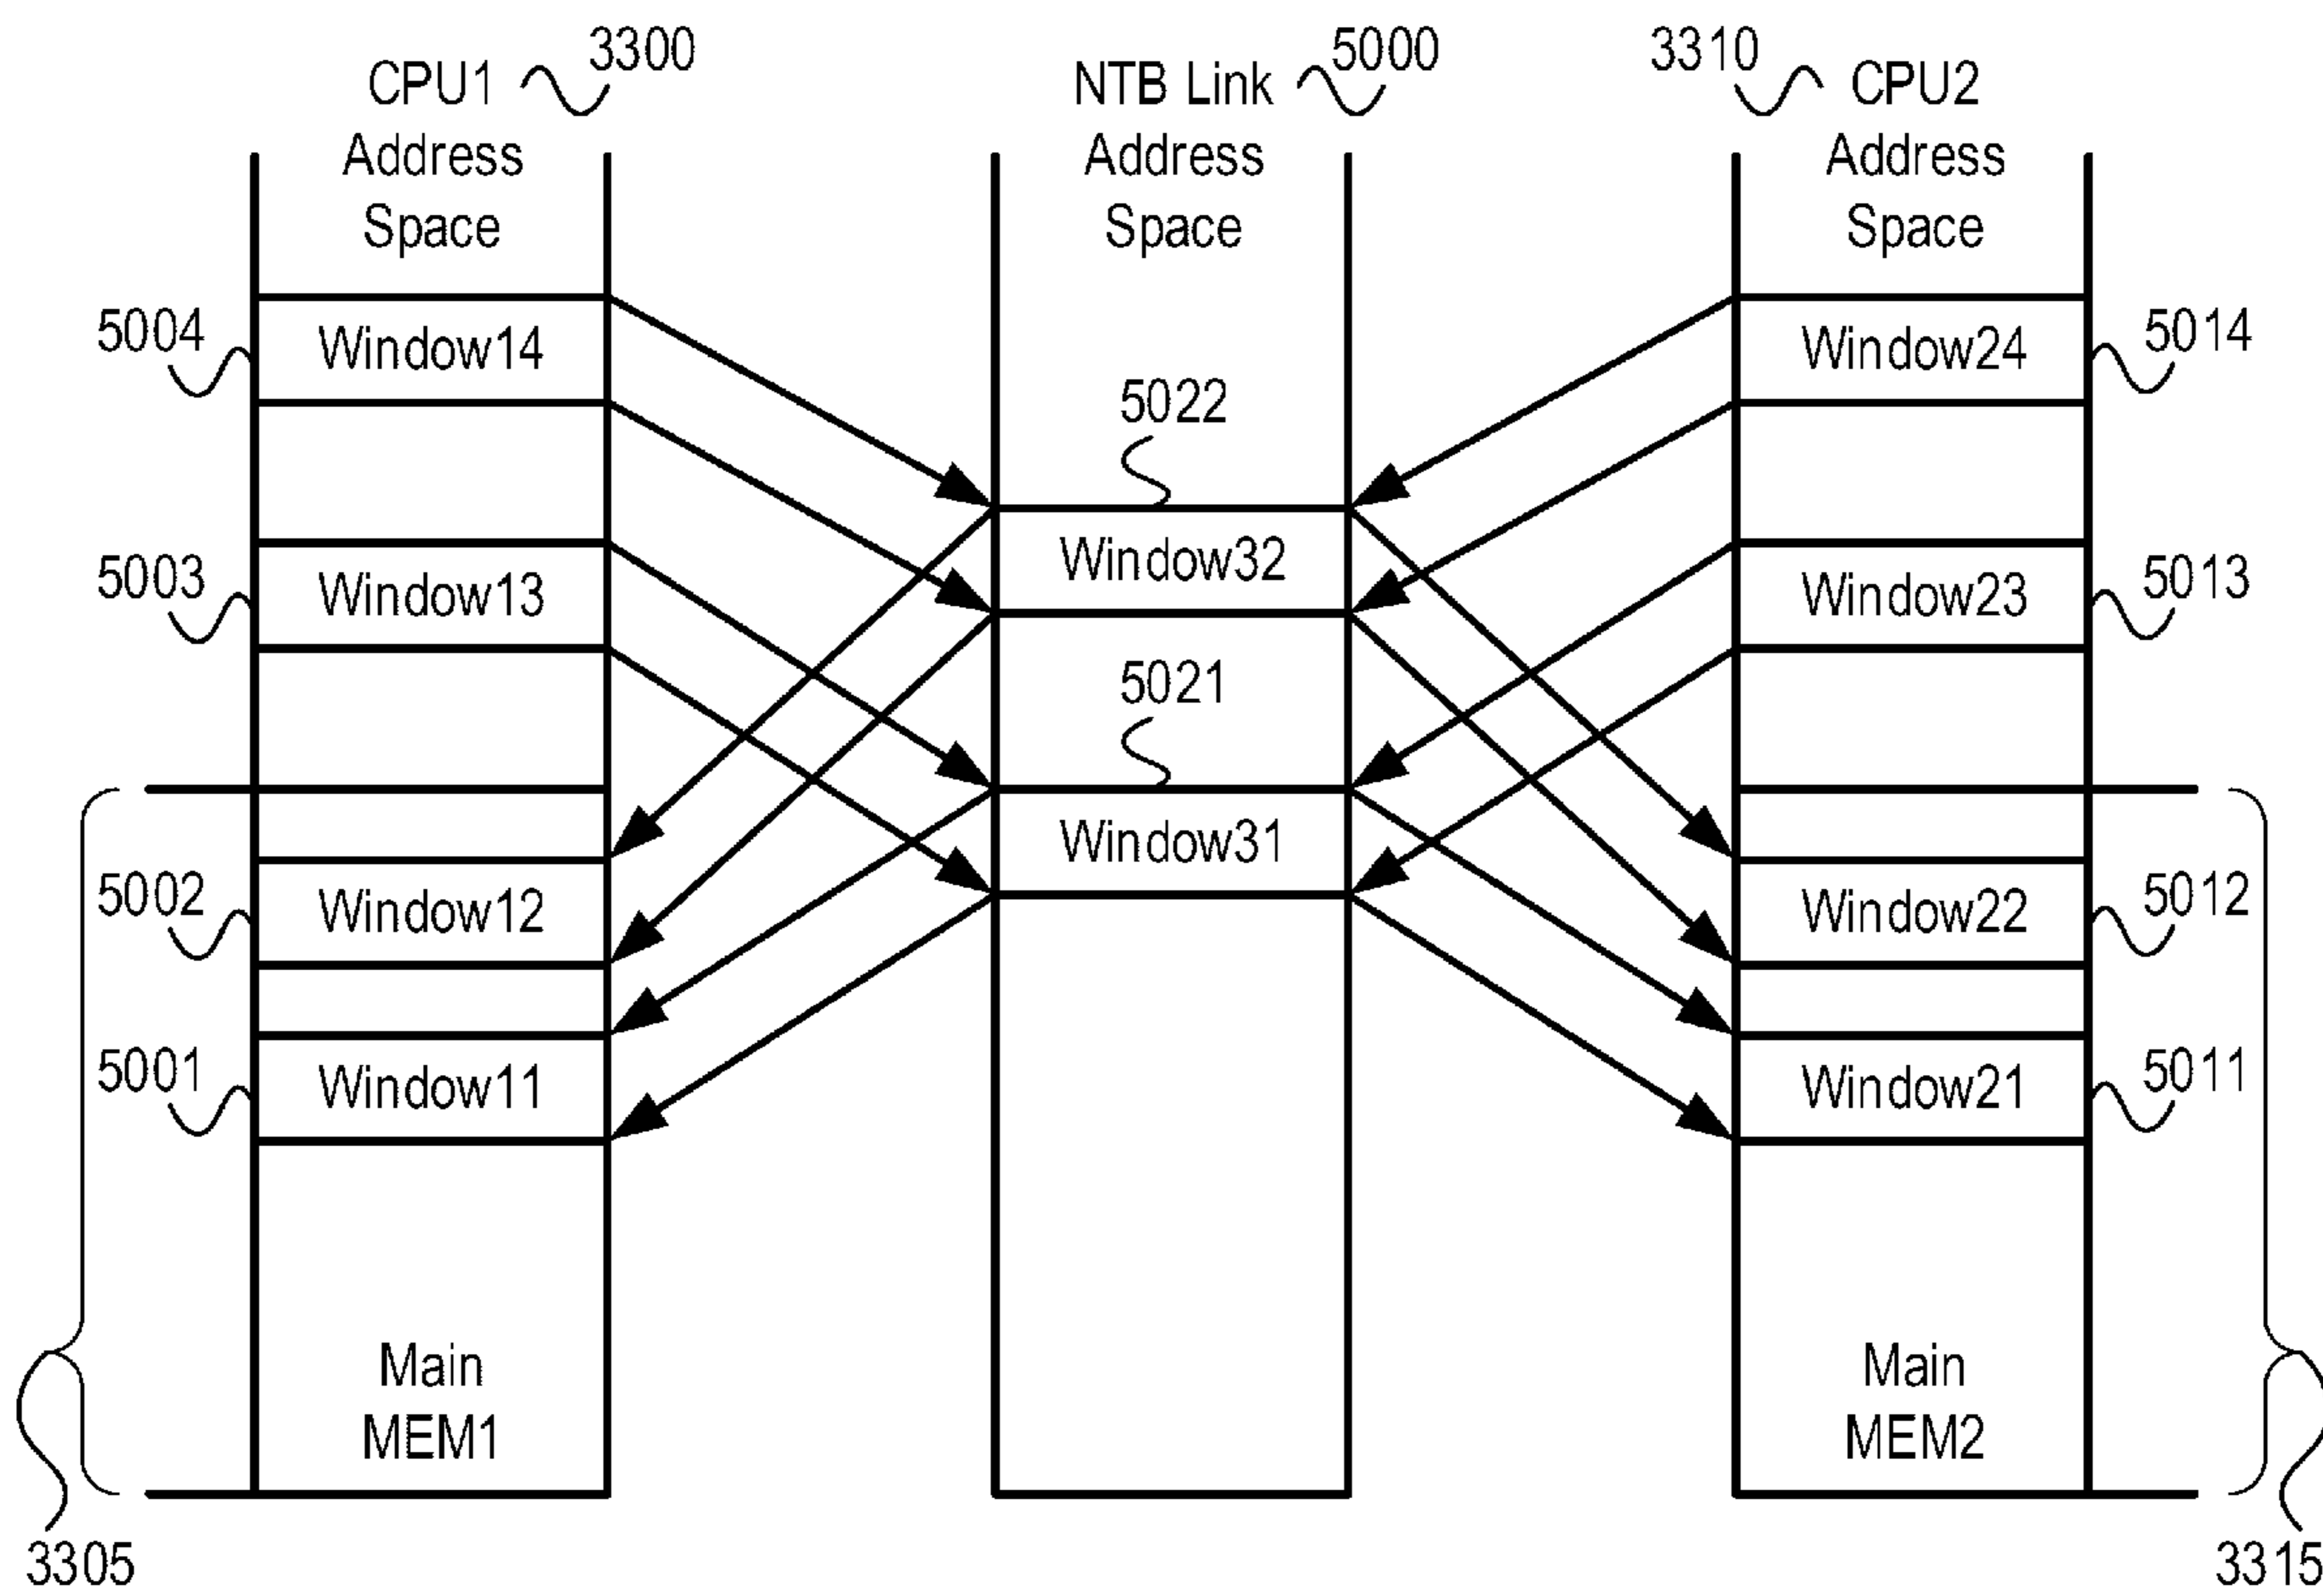 CPU1
Address
Space
3300
NTB Link
Address
Space
5000
3310
CPU2
Address
Space
5004
Window14
5003
Window13
5002
Window12
5001
Window11
Main
MEM1
3305
5022
Window32
5021
Window31
Window24
5014
Window23
5013
Window22
5012
Window21
5011
Main
MEM2
3315